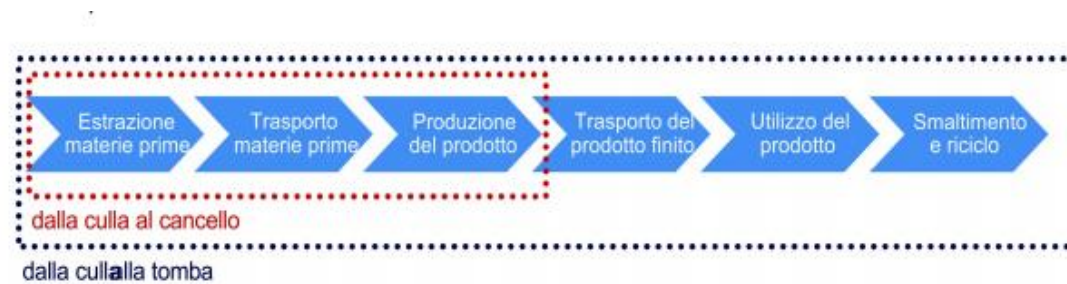 Estrazione
materie prime
Trasporto
materie prime
Produzione
del prodotto
Trasporto del
prodotto finito
Utilizzo del
prodotto
Smaltimento
e riciclo
dalla culla al cancello
dalla cullalla tomba